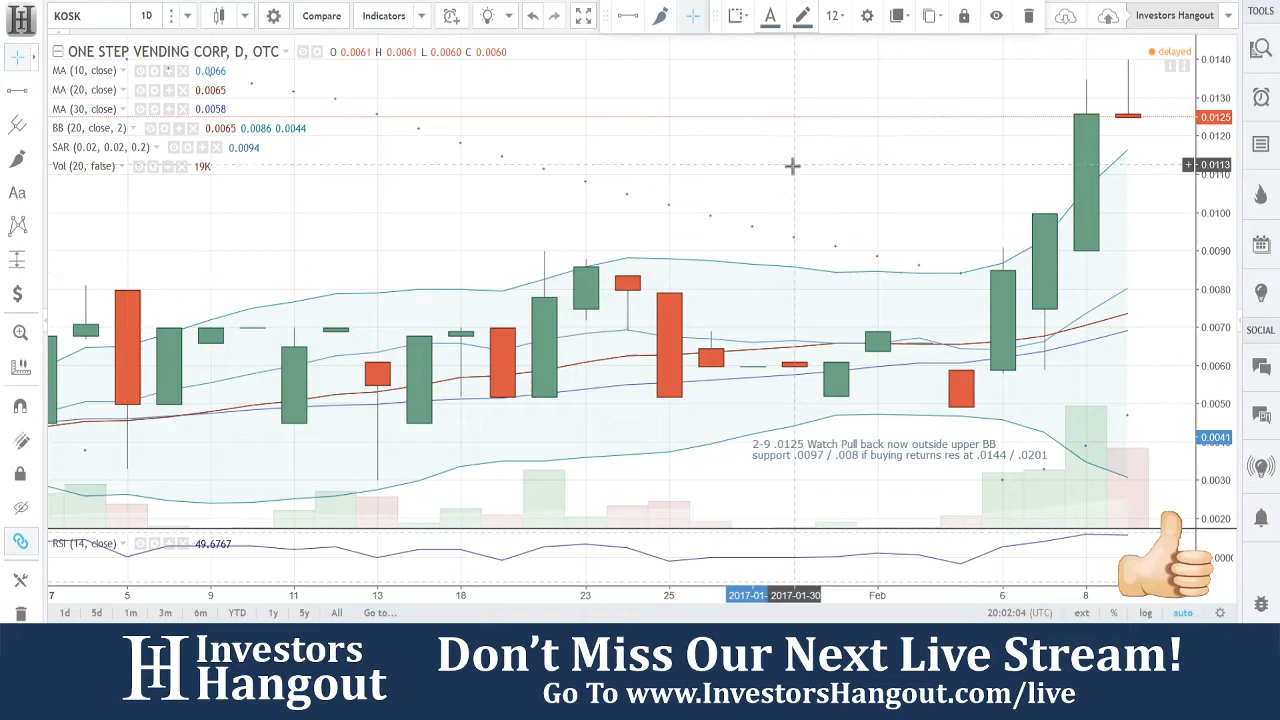 KOSK 1D Compare Indicators 12 Investors Hangout TOOLS
ONE STEP VENDING CORP, D, OTC O 0.0061 H 0.0061 L 0.0060 C 0.0060
delayed
MA (10, close) 0.0066
MA (20, close) 0.0065
MA (30, close) 0.0058
BB (20, close, 2) 0.0065 0.0086 0.0044
SAR (0.02, 0.02, 0.2) 0.0094
Vol (20, false) 19K
0.0140
0.0130
0.0125
0.0120
0.0113
0.0110
0.0100
0.0090
0.0080
0.0070
0.0060
0.0050
0.0041
0.0030
0.0020
SOCIAL
Aa
$
2-9 .0125 Watch Pull back now outside upper BB
support .0097 / .008 if buying returns res at .0144 / .0201
RSI (14, close) 49.6767
7 5 9 11 13 18 23 25 2017-01- 2017-01-30 Feb 6 8
1d 5d 1m 3m 6m YTD 1y 5y All Go to... 20:02:04 (UTC) ext % log auto
Investors
Hangout
Don't Miss Our Next Live Stream!
Go To www.InvestorsHangout.com/live